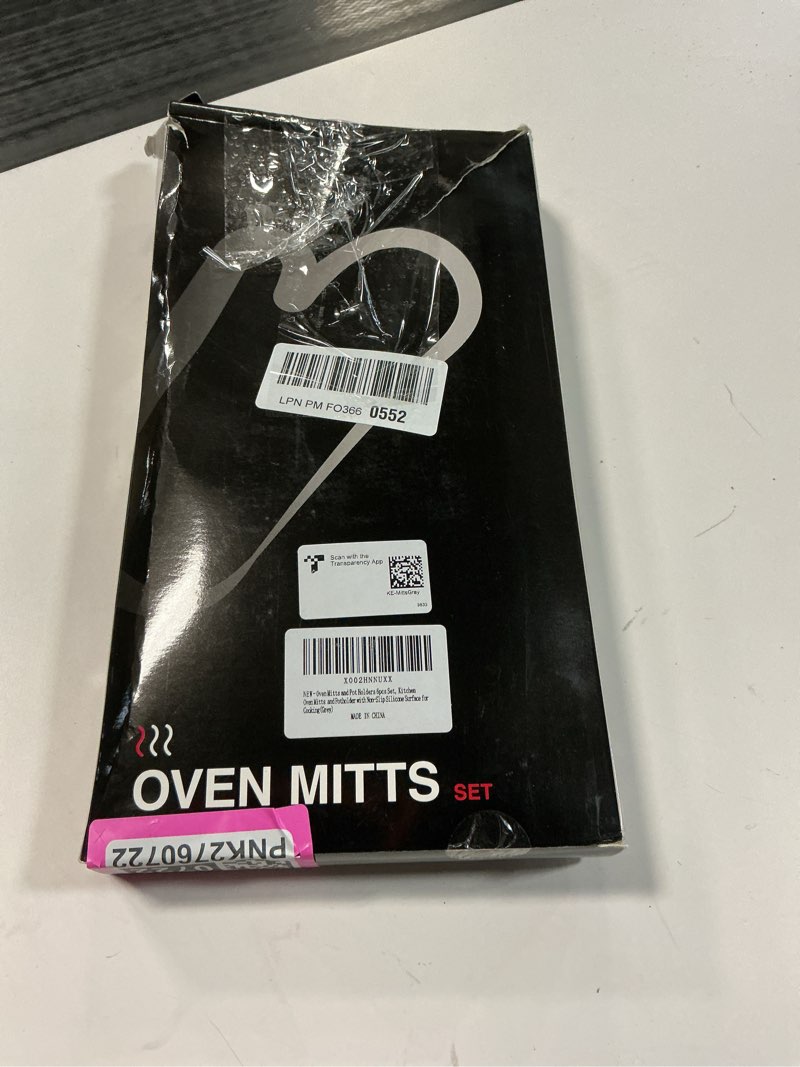 LPN PM FO366 0552
Scan with the
Transparency App
KE-MittsGrey
X002HNNUXX
NEW - Oven Mitts and Pot Holders 6pcs Set, Kitchen
Oven Mitts and Potholder with Non-Slip Silicone Surface for
Cooking(Grey)
MADE IN CHINA
OVEN MITTS SET
PNK2760722